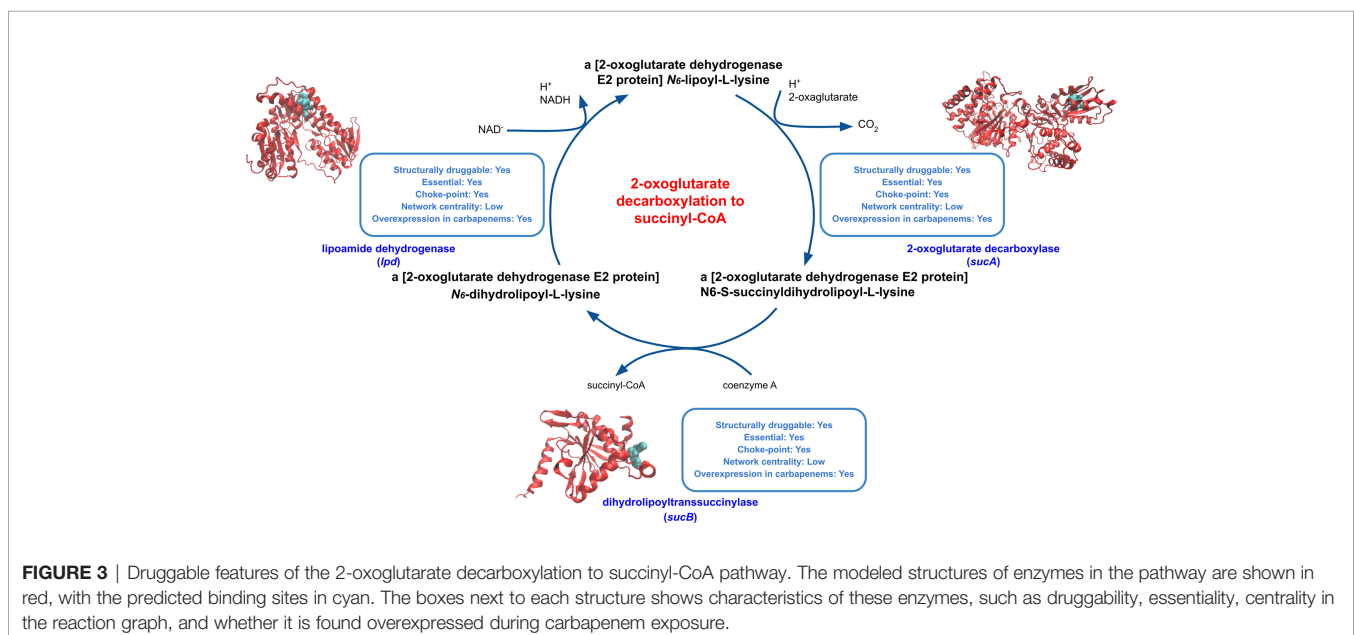 a [2-oxoglutarate dehydrogenase
E2 protein] N6-lipoyl-L-lysine
H+
NADH
H+
2-oxaglutarate
NAD-
CO2
Structurally druggable: Yes
Essential: Yes
Choke-point: Yes
Network centrality: Low
Overexpression in carbapenems: Yes
2-oxoglutarate
decarboxylation to
succinyl-CoA
Structurally druggable: Yes
Essential: Yes
Choke-point: Yes
Network centrality: Low
Overexpression in carbapenems: Yes
lipoamide dehydrogenase
(lpd)
2-oxoglutarate decarboxylase
(sucA)
a [2-oxoglutarate dehydrogenase E2 protein]
N6-dihydrolipoyl-L-lysine
a [2-oxoglutarate dehydrogenase E2 protein]
N6-S-succinyldihydrolipoyl-L-lysine
succinyl-CoA
coenzyme A
Structurally druggable: Yes
Essential: Yes
Choke-point: Yes
Network centrality: Low
Overexpression in carbapenems: Yes
dihydrolipoyltranssuccinylase
(sucB)
FIGURE 3 | Druggable features of the 2-oxoglutarate decarboxylation to succinyl-CoA pathway. The modeled structures of enzymes in the pathway are shown in
red, with the predicted binding sites in cyan. The boxes next to each structure shows characteristics of these enzymes, such as druggability, essentiality, centrality in
the reaction graph, and whether it is found overexpressed during carbapenem exposure.